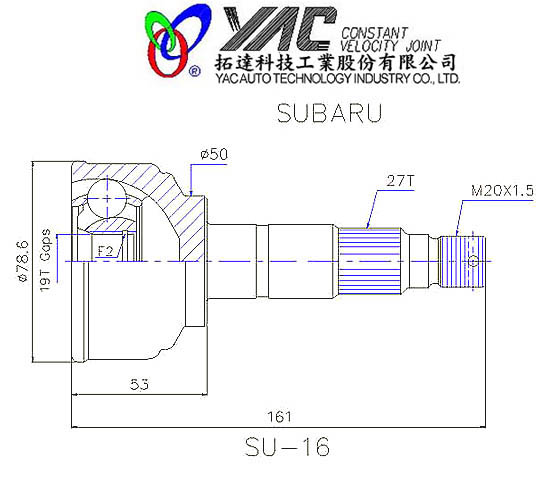 YAC CONSTANT
VELOCITY JOINT
®拓達科技工業股份有限公司
YAC AUTO TECHNOLOGY INDUSTRY CO., LTD.
SUBARU
ø50
27T
M20X1.5
ø78.6
19T Gaps
F2
53
161
SU-16